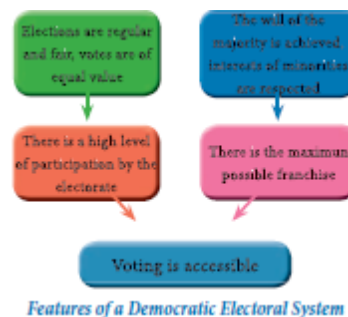 Elections are regular
and fair, votes are of
equal value
The will of the
majority is achieved
interests of minorities
are respected
There is a high level
of participation by the
electorate
There is the maximum
possible franchise
Voting is accessible
Features of a Democratic Electoral System